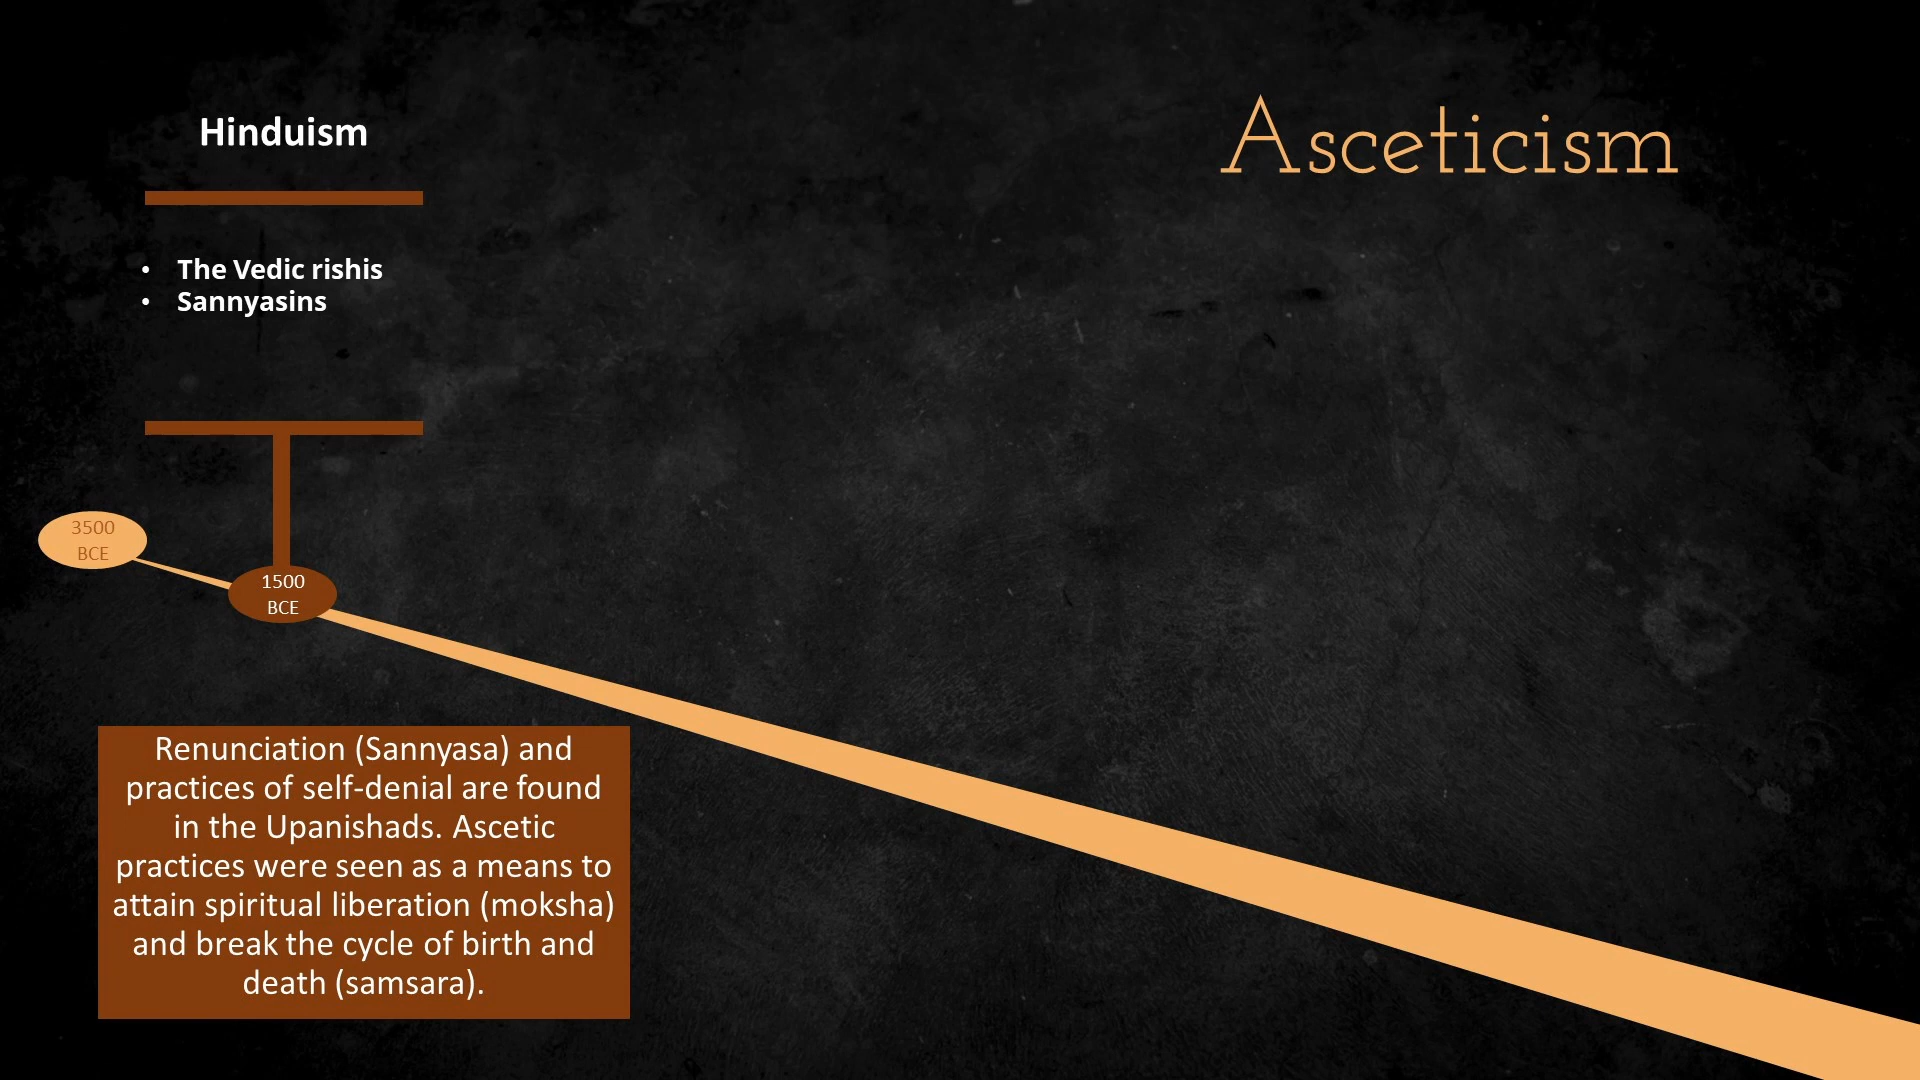 Hinduism
Asceticism
• The Vedic rishis
• Sannyasins
3500
BCE
1500
BCE
Renunciation (Sannyasa) and
practices of self-denial are found
in the Upanishads. Ascetic
practices were seen as a means to
attain spiritual liberation (moksha)
and break the cycle of birth and
death (samsara).